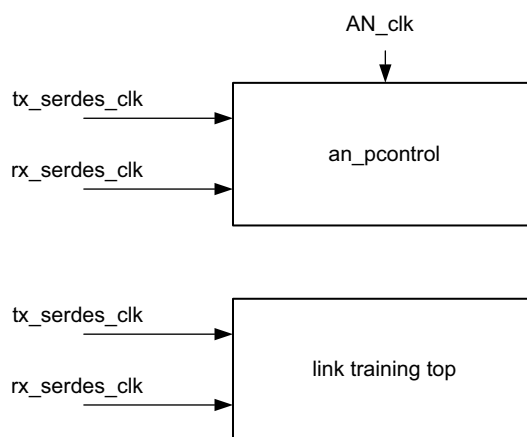 AN_clk
tx_serdes_clk
an_pcontrol
rx_serdes_clk
tx_serdes_clk
link training top
rx_serdes_clk